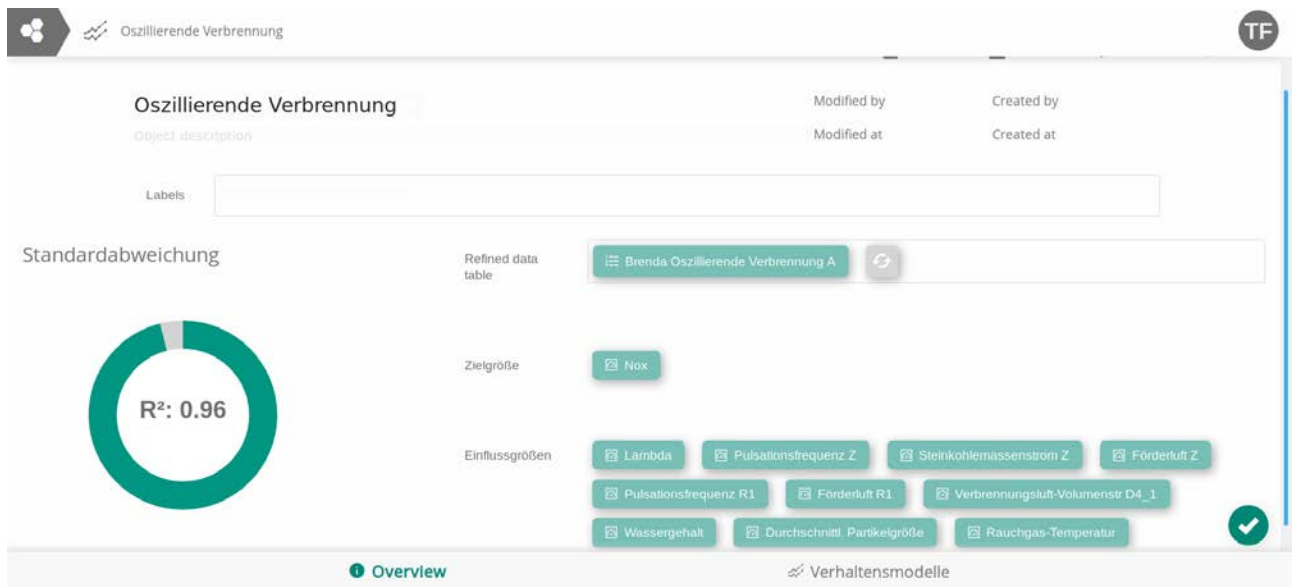 Oszillierende Verbrennung
TF
Oszillierende Verbrennung
Modified by
Created by
Object description
Modified at
Created at
Labels
Standardabweichung
Refined data
table
Brenda Oszillierende Verbrennung A
Zielgröße
Nox
R²: 0.96
Einflussgrößen
Lambda
Pulsationsfrequenz Z
Steinkohlemassenstrom Z
Förderluft Z
Pulsationsfrequenz R1
Förderluft R1
Verbrennungsluft-Volumenstr D4_1
Wassergehalt
Durchschnittl. Partikelgröße
Rauchgas-Temperatur
Overview
Verhaltensmodelle